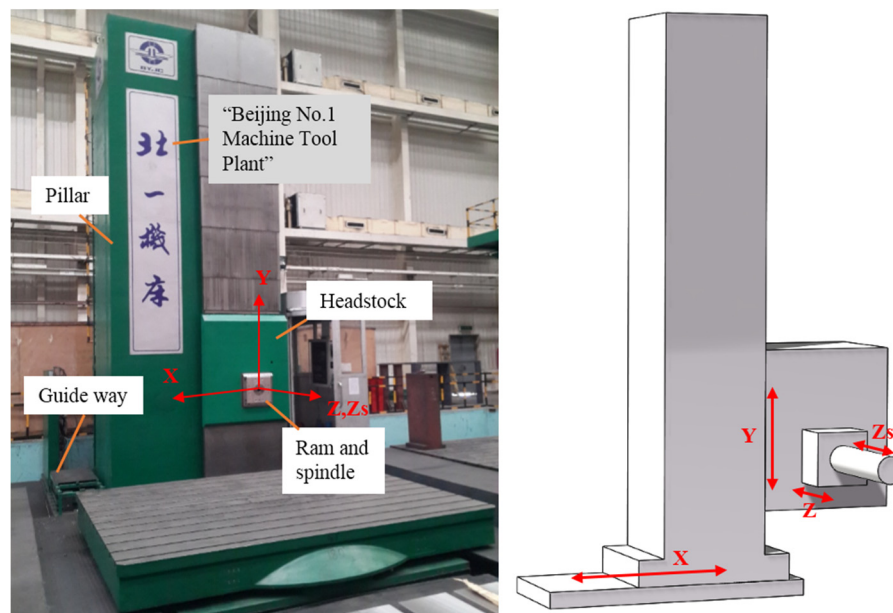 “Beijing No.1
Machine Tool
Plant”
北
一
機
床
Pillar
Y
Headstock
X
Z,Zs
Guide way
Ram and
spindle
Y
Zs
Z
X